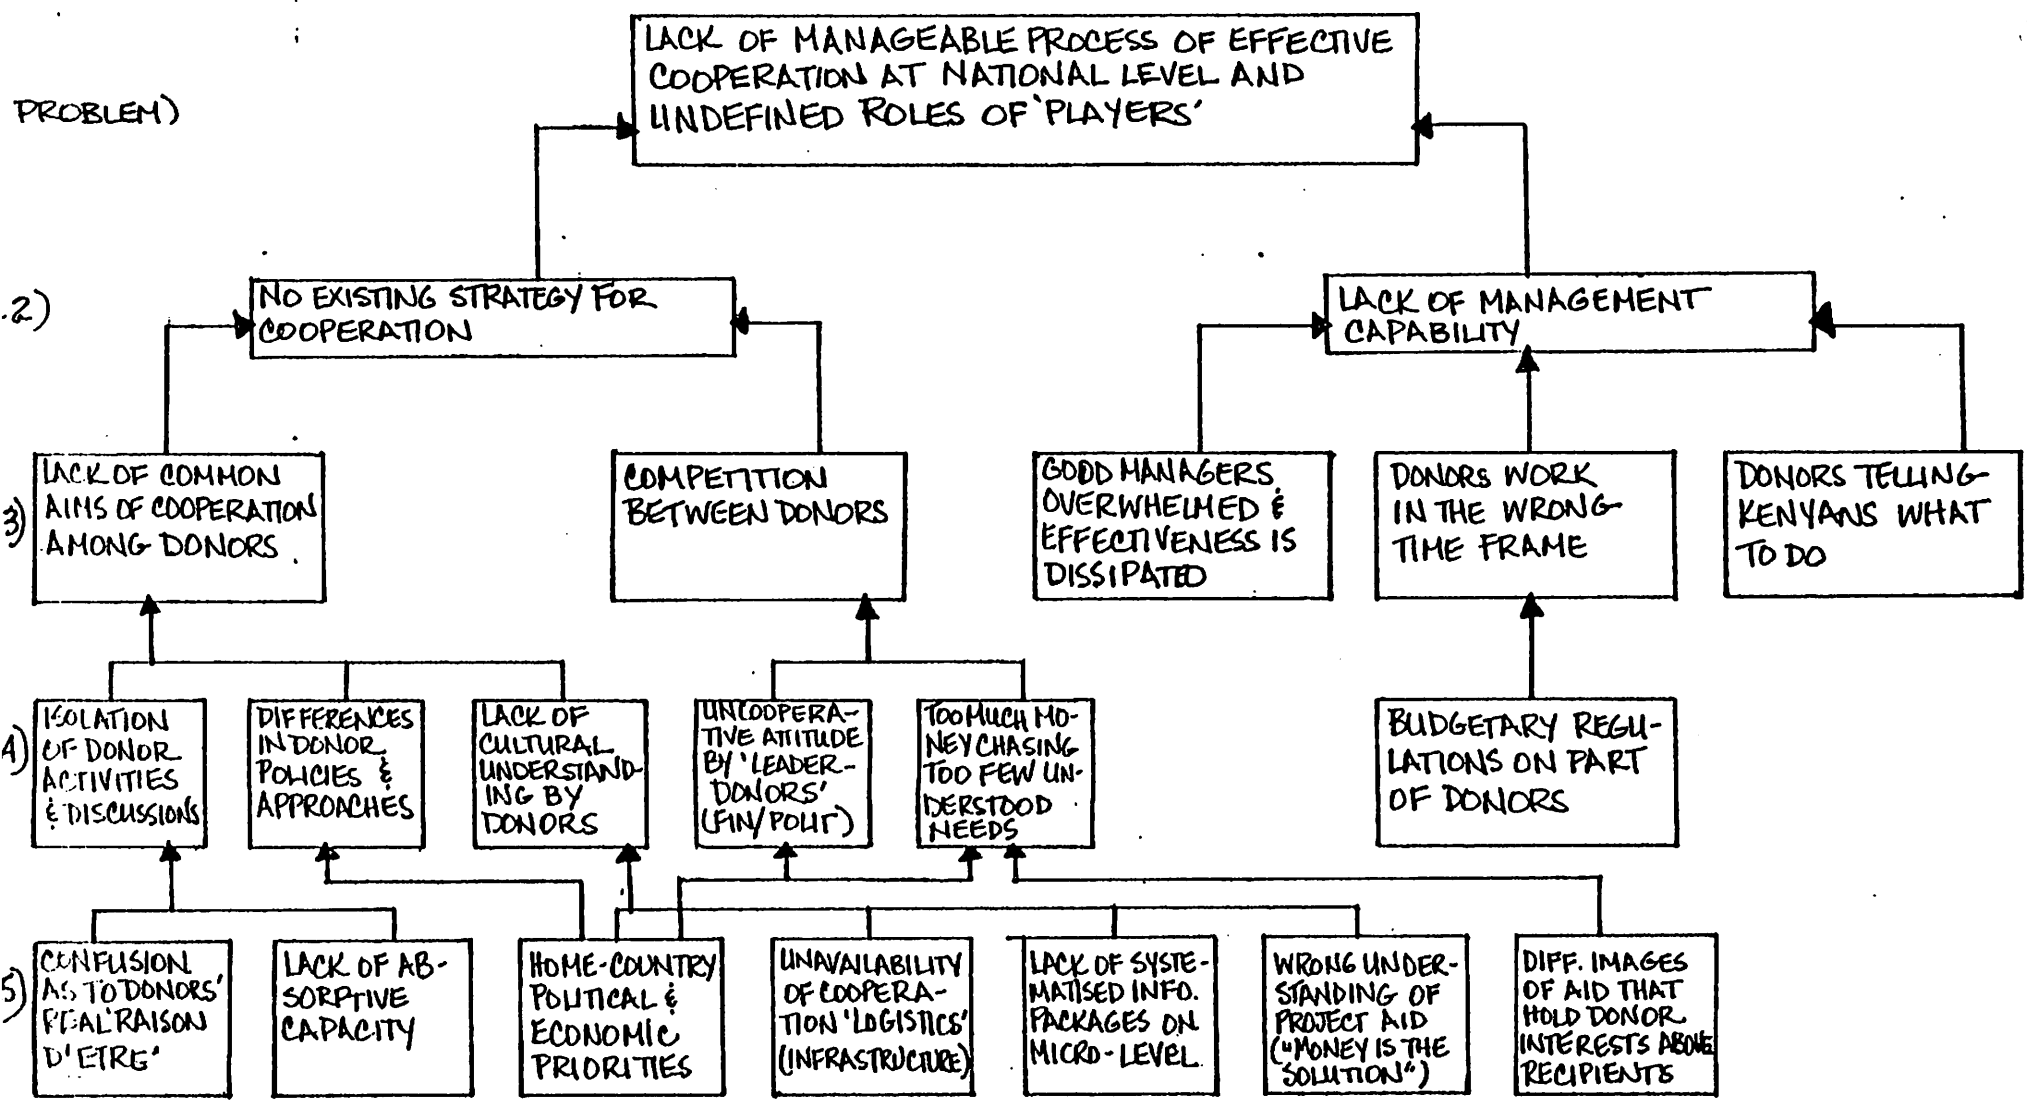 LACK OF MANAGEABLE PROCESS OF EFFECTIVE
COOPERATION AT NATIONAL LEVEL AND
UNDEFINED ROLES OF 'PLAYERS'
PROBLEM)
.2)
NO EXISTING STRATEGY FOR
COOPERATION
LACK OF MANAGEMENT
CAPABILITY
3)
LACK OF COMMON
AIMS OF COOPERATION
AMONG DONORS
COMPETITION
BETWEEN DONORS
GOOD MANAGERS
OVERWHELMED &
EFFECTIVENESS IS
DISSIPATED
DONORS WORK
IN THE WRONG
TIME FRAME
DONORS TELLING
KENYANS WHAT
TO DO
4)
ISOLATION
OF DONOR
ACTIVITIES
& DISCUSSIONS
DIFFERENCES
IN DONOR
POLICIES &
APPROACHES
LACK OF
CULTURAL
UNDERSTAND-
ING BY
DONORS
UNCOOPERA-
TIVE ATTITUDE
BY 'LEADER-
DONORS'
(FIN/POLIT)
TOO MUCH MO-
NEY CHASING
TOO FEW UN-
DERSTOOD
NEEDS
BUDGETARY REGU-
LATIONS ON PART
OF DONORS
5)
CONFUSION
AS TO DONORS'
REAL 'RAISON
D'ETRE'
LACK OF AB-
SORPTIVE
CAPACITY
HOME-COUNTRY
POLITICAL &
ECONOMIC
PRIORITIES
UNAVAILABILITY
OF COOPERA-
TION 'LOGISTICS'
(INFRASTRUCTURE)
LACK OF SYSTE-
MATISED INFO.
PACKAGES ON
MICRO-LEVEL
WRONG UNDER-
STANDING OF
PROJECT AID
("MONEY IS THE
SOLUTION")
DIFF. IMAGES
OF AID THAT
HOLD DONOR
INTERESTS ABOVE
RECIPIENTS